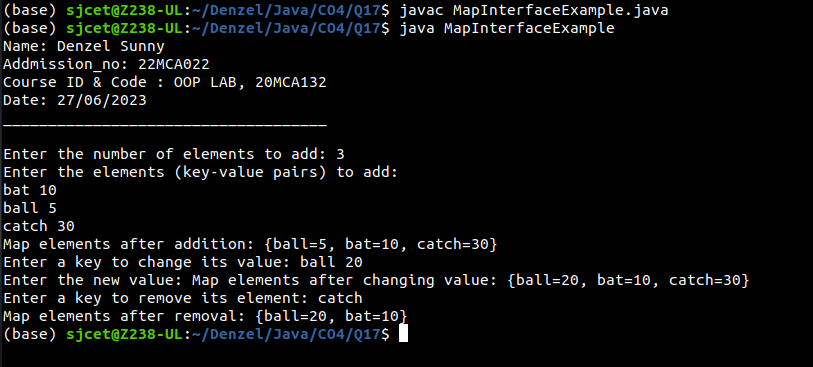 (base) sjcet@Z238-UL:~/Denzel/Java/CO4/Q17$ javac MapInterfaceExample.java
(base) sjcet@Z238-UL:~/Denzel/Java/CO4/Q17$ java MapInterfaceExample
Name: Denzel Sunny
Addmission_no: 22MCA022
Course ID & Code : OOP LAB, 20MCA132
Date: 27/06/2023
____________________________________
Enter the number of elements to add: 3
Enter the elements (key-value pairs) to add:
bat 10
ball 5
catch 30
Map elements after addition: {ball=5, bat=10, catch=30}
Enter a key to change its value: ball 20
Enter the new value: Map elements after changing value: {ball=20, bat=10, catch=30}
Enter a key to remove its element: catch
Map elements after removal: {ball=20, bat=10}
(base) sjcet@Z238-UL:~/Denzel/Java/CO4/Q17$